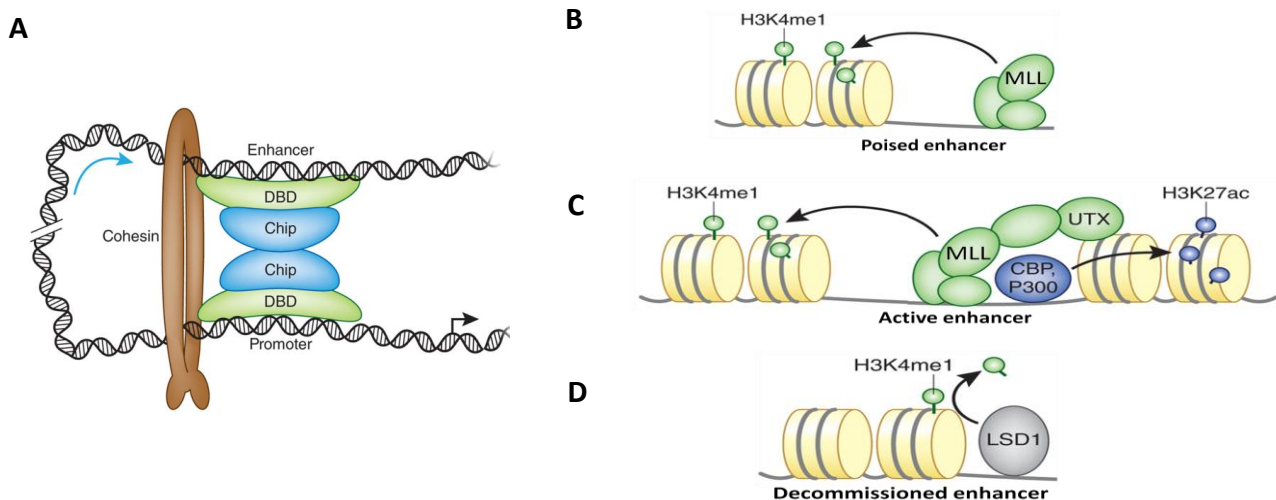 A
Enhancer
DBD
Chip
Cohesin
Chip
DBD
Promoter
B
H3K4me1
MLL
Poised enhancer
C
H3K4me1
H3K27ac
UTX
MLL
CBP,
P300
Active enhancer
D
H3K4me1
LSD1
Decommissioned enhancer